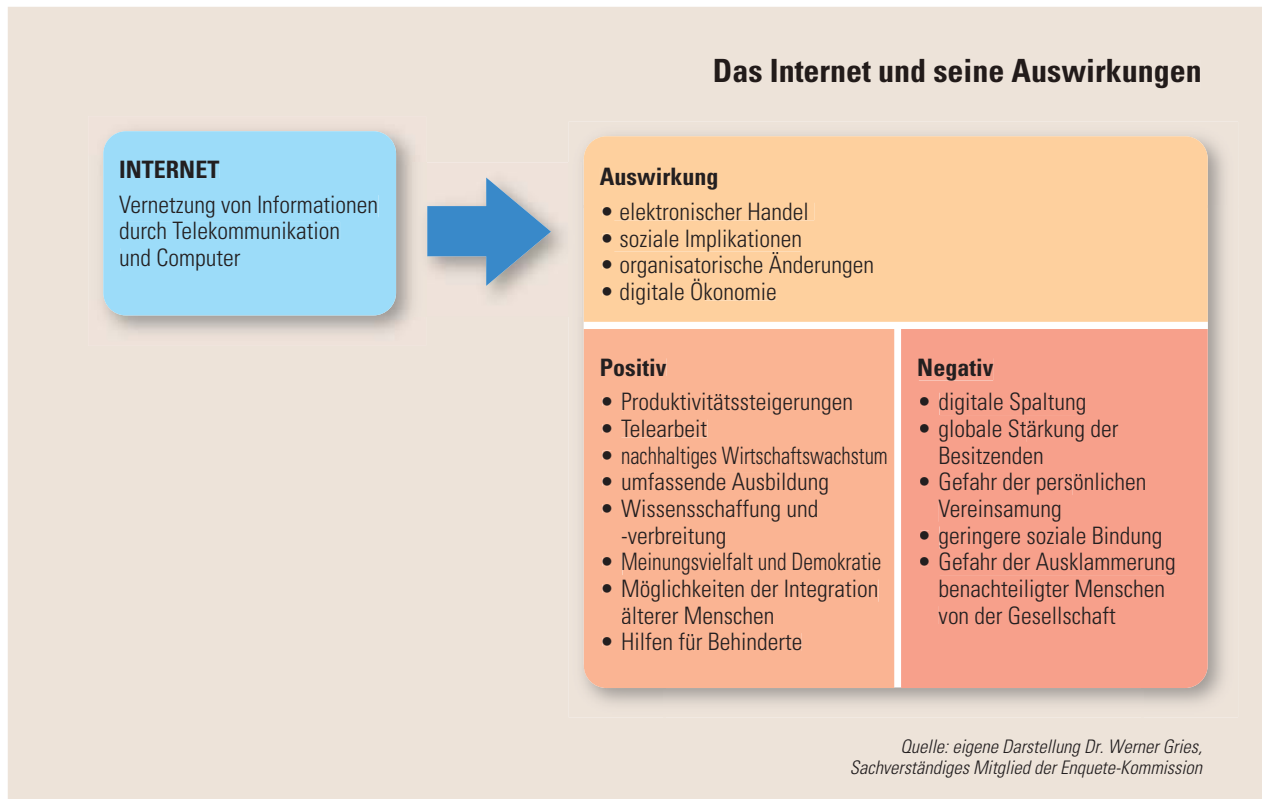 Das Internet und seine Auswirkungen
INTERNET
Vernetzung von Informationen
durch Telekommunikation
und Computer
Auswirkung
• elektronischer Handel
• soziale Implikationen
• organisatorische Änderungen
• digitale Ökonomie
Positiv
• Produktivitätssteigerungen
• Telearbeit
• nachhaltiges Wirtschaftswachstum
• umfassende Ausbildung
• Wissensschaffung und
-verbreitung
• Meinungsvielfalt und Demokratie
• Möglichkeiten der Integration
älterer Menschen
• Hilfen für Behinderte
Negativ
• digitale Spaltung
• globale Stärkung der
Besitzenden
• Gefahr der persönlichen
Vereinsamung
• geringere soziale Bindung
• Gefahr der Ausklammerung
benachteiligter Menschen
von der Gesellschaft
Quelle: eigene Darstellung Dr. Werner Gries,
Sachverständiges Mitglied der Enquete-Kommission